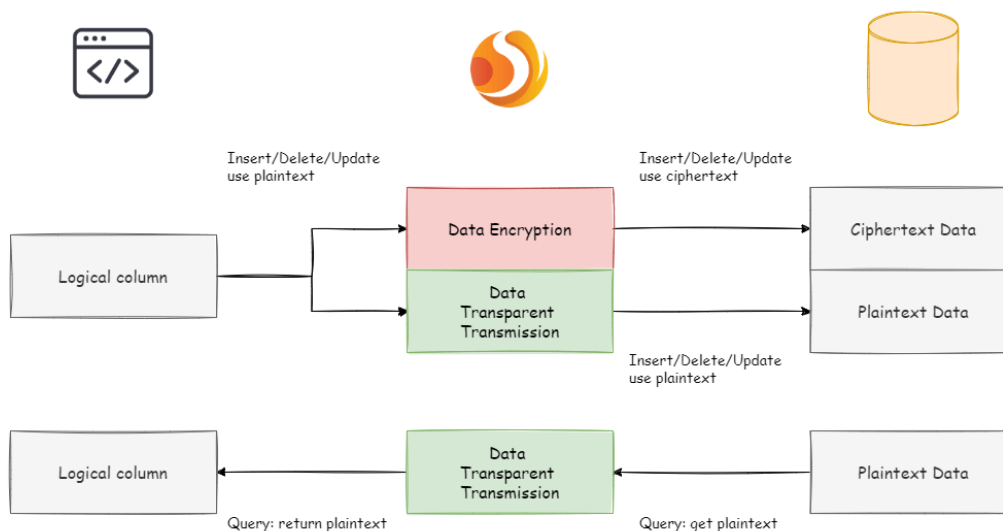 </>
Insert/Delete/Update
use plaintext
Insert/Delete/Update
use ciphertext
Logical column
Data Encryption
Ciphertext Data
Data
Transparent
Transmission
Plaintext Data
Insert/Delete/Update
use plaintext
Logical column
Data
Transparent
Transmission
Plaintext Data
Query: return plaintext
Query: get plaintext